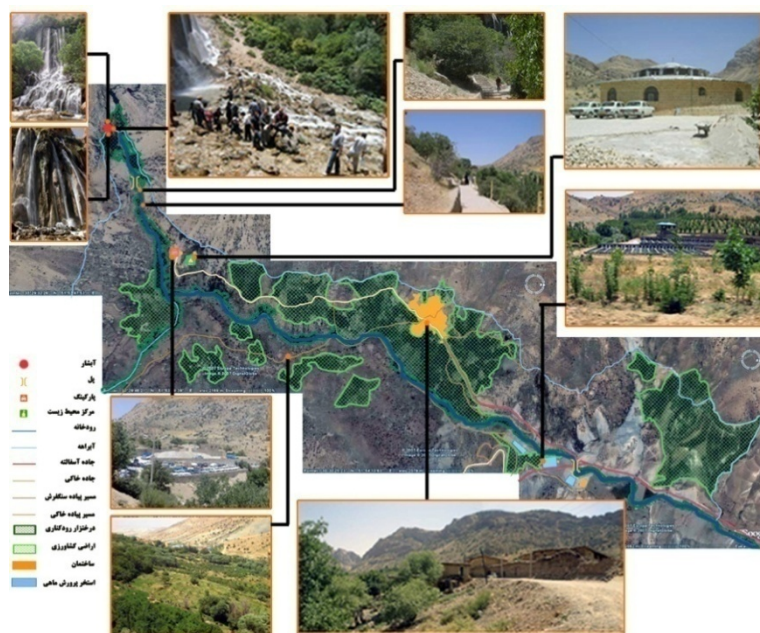 آبشار
پل
پارکینگ
مرکز محیط زیست
رودخانه
آبراهه
جاده آسفالته
جاده خاکی
مسیر پیاده سنگفرش
مسیر پیاده خاکی
درختزار رودکناری
اراضی کشاورزی
ساختمان
استخر پرورش ماهی